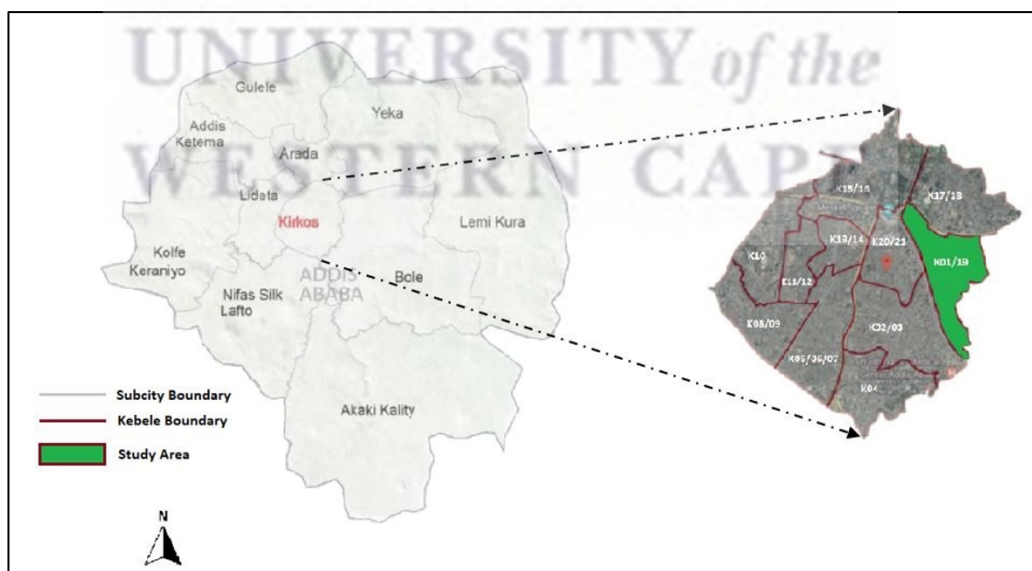 UNIVERSITY of the
WESTERN CAPE
Gulele
Yeka
Addis
Ketema
Arada
Lideta
Kirkos
Lemi Kura
Kolfe
Keraniyo
ADDIS
ABABA
Bole
Nifas Silk
Lafto
Akaki Kality
K15/16
K17/18
K13/14
K20/21
K10
K01/19
K11/12
K08/09
K02/03
K05/06/07
K04
Subcity Boundary
Kebele Boundary
Study Area
N